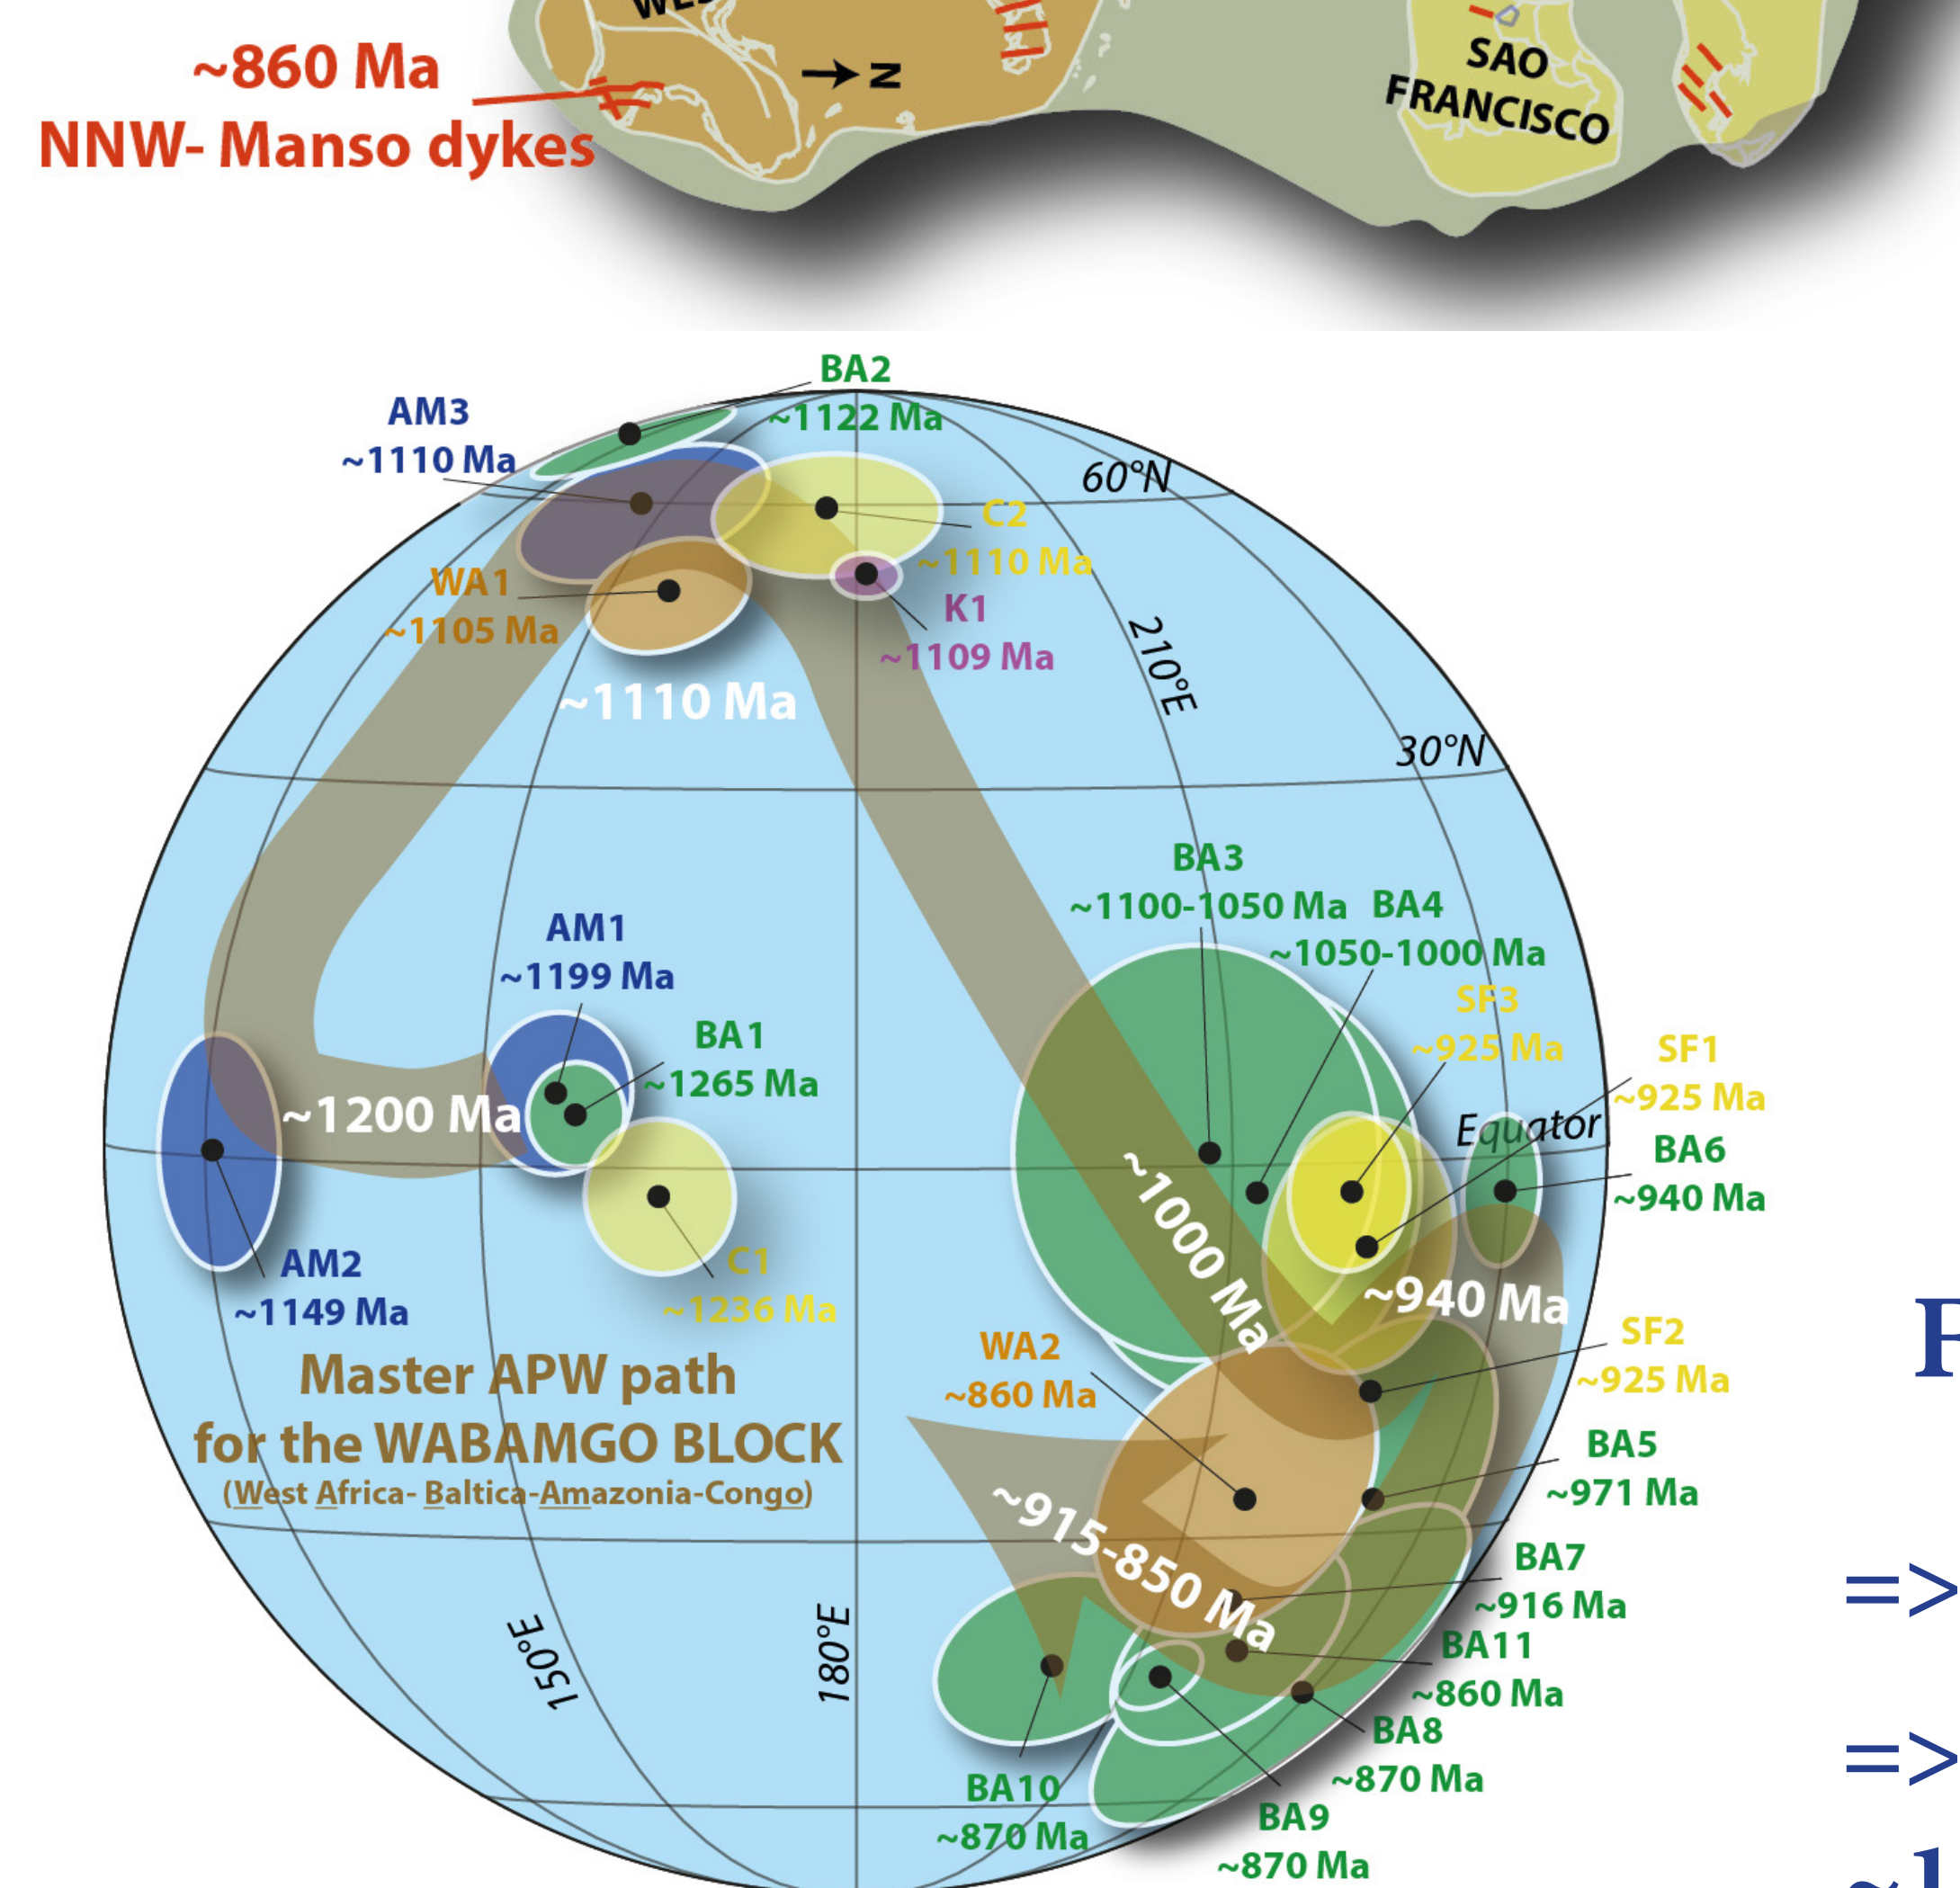 ~860 Ma
NNW- Manso dykes
N
SAO
FRANCISCO
BA2
~1122 Ma
AM3
~1110 Ma
60°N
C2
~1110 Ma
WA1
~1105 Ma
K1
~1109 Ma
~1110 Ma
210°E
30°N
BA3
~1100-1050 Ma
BA4
~1050-1000 Ma
AM1
~1199 Ma
SF3
~925 Ma
BA1
~1265 Ma
SF1
~925 Ma
~1200 Ma
Equator
BA6
~940 Ma
~1000 Ma
AM2
~1149 Ma
C1
~1236 Ma
~940 Ma
SF2
~925 Ma
WA2
~860 Ma
Master APW path
for the WABAMGO BLOCK
(West Africa- Baltica-Amazonia-Congo)
BA5
~971 Ma
~915-850 Ma
BA7
~916 Ma
150°E
180°E
BA11
~860 Ma
BA8
~870 Ma
BA10
~870 Ma
BA9
~870 Ma
=>
=>